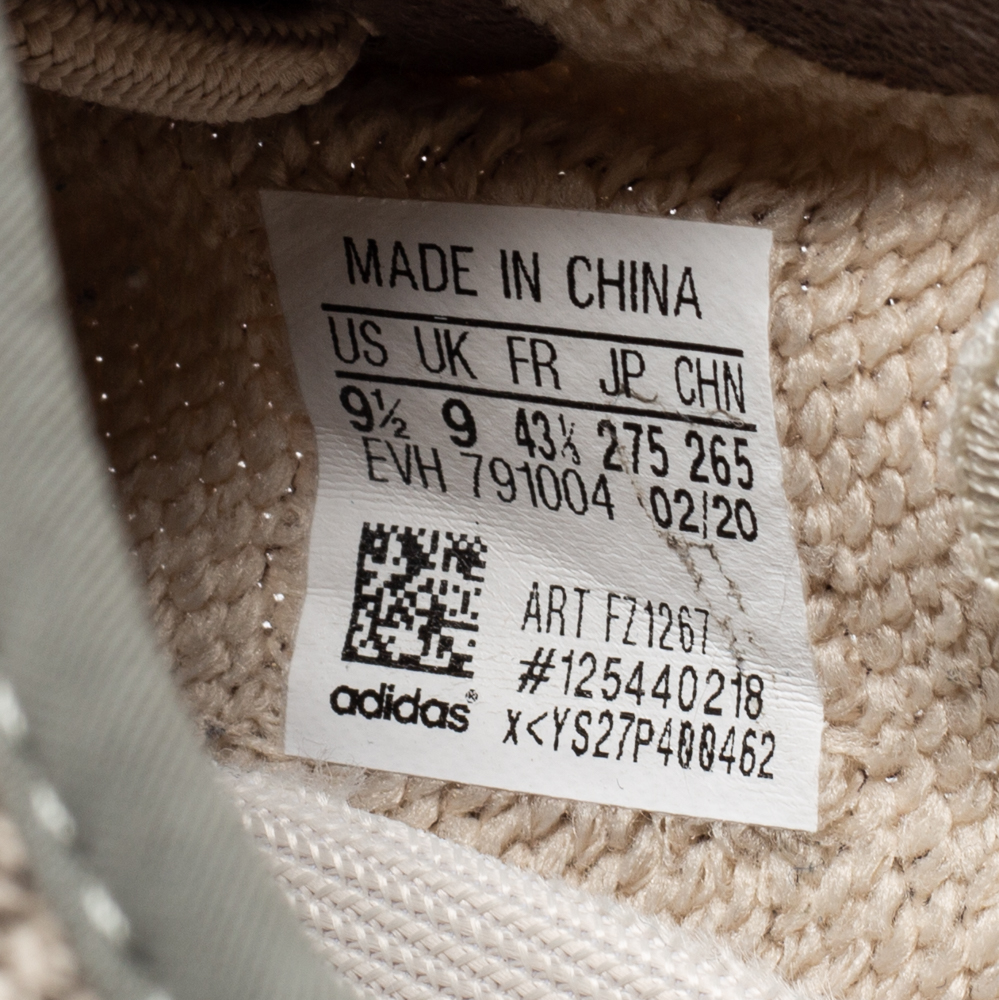 MADE IN CHINA
US UK FR JP CHN
9½ 9 43⅓ 275 265
EVH 791004 02/20
ART FZ1267
#125440218
x<YS27P400462
adidas®